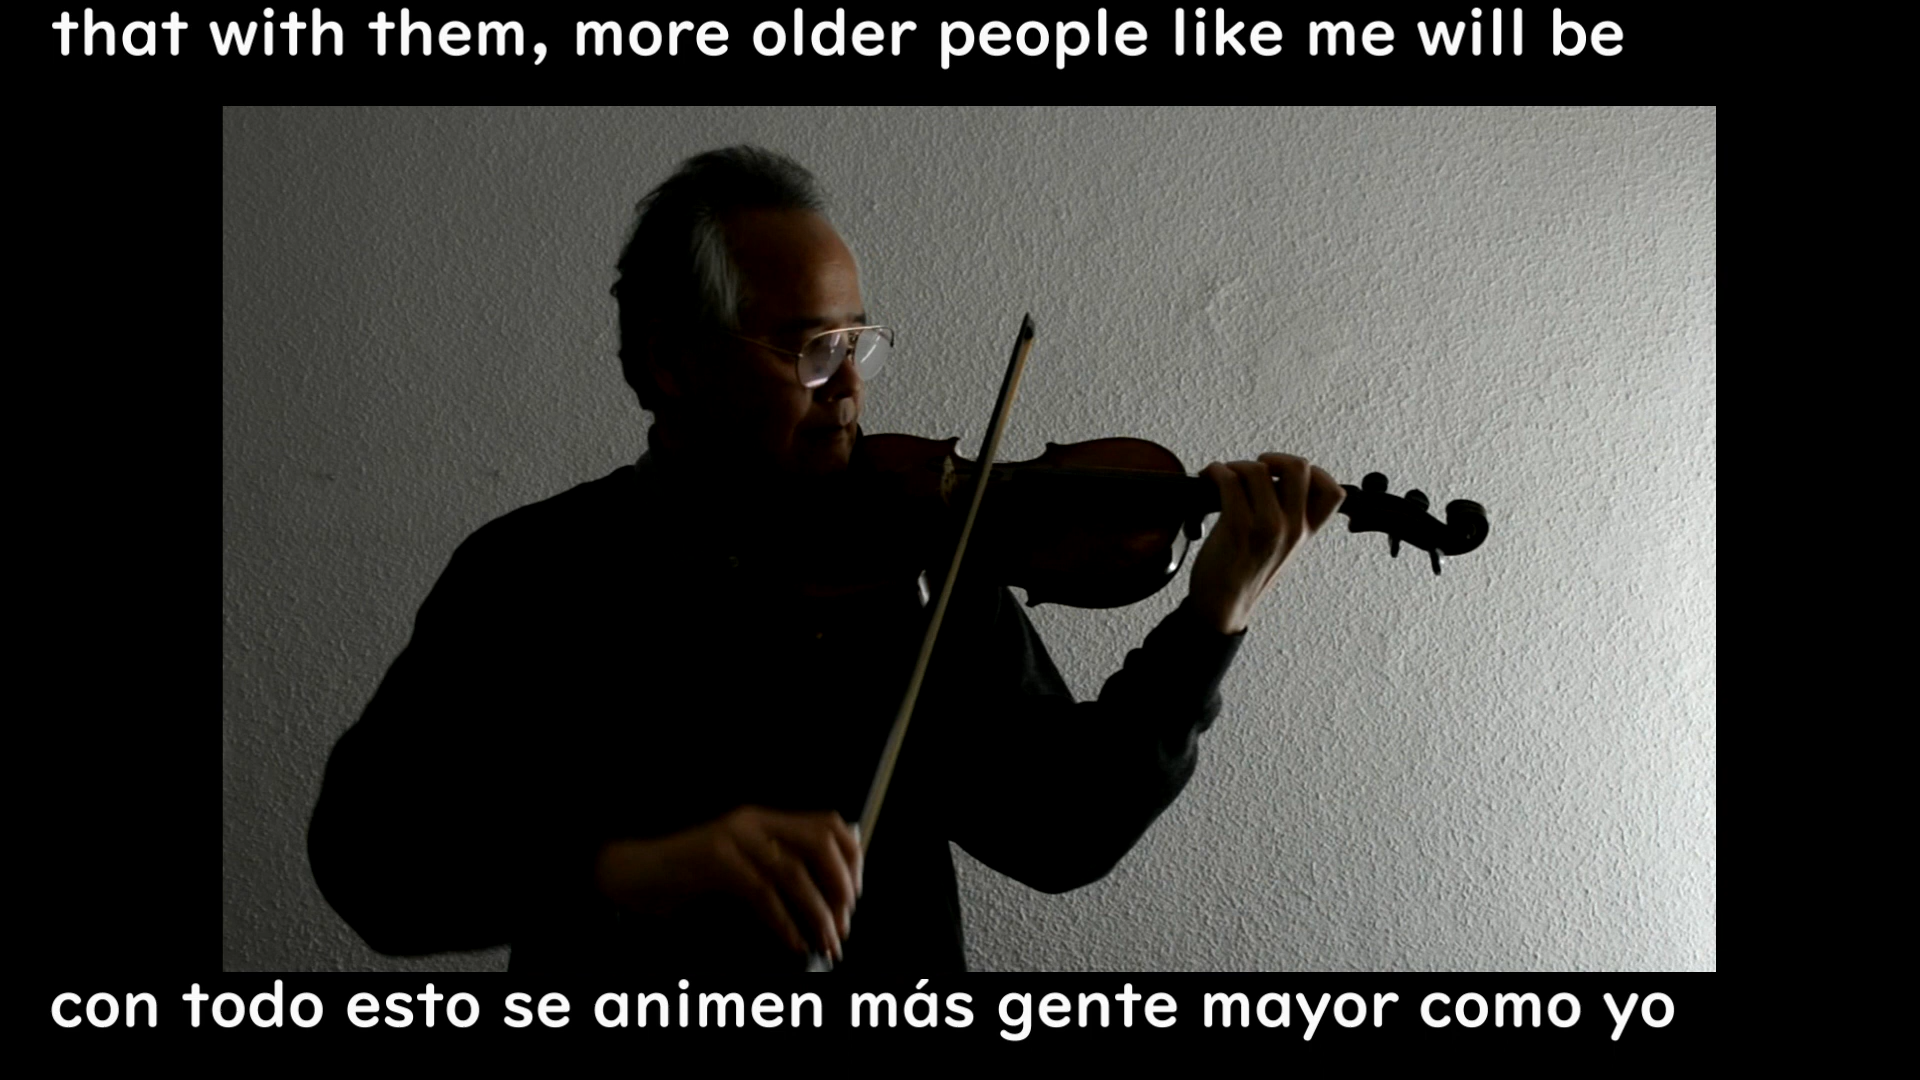 that with them, more older people like me will be
con todo esto se animen más gente mayor como yo